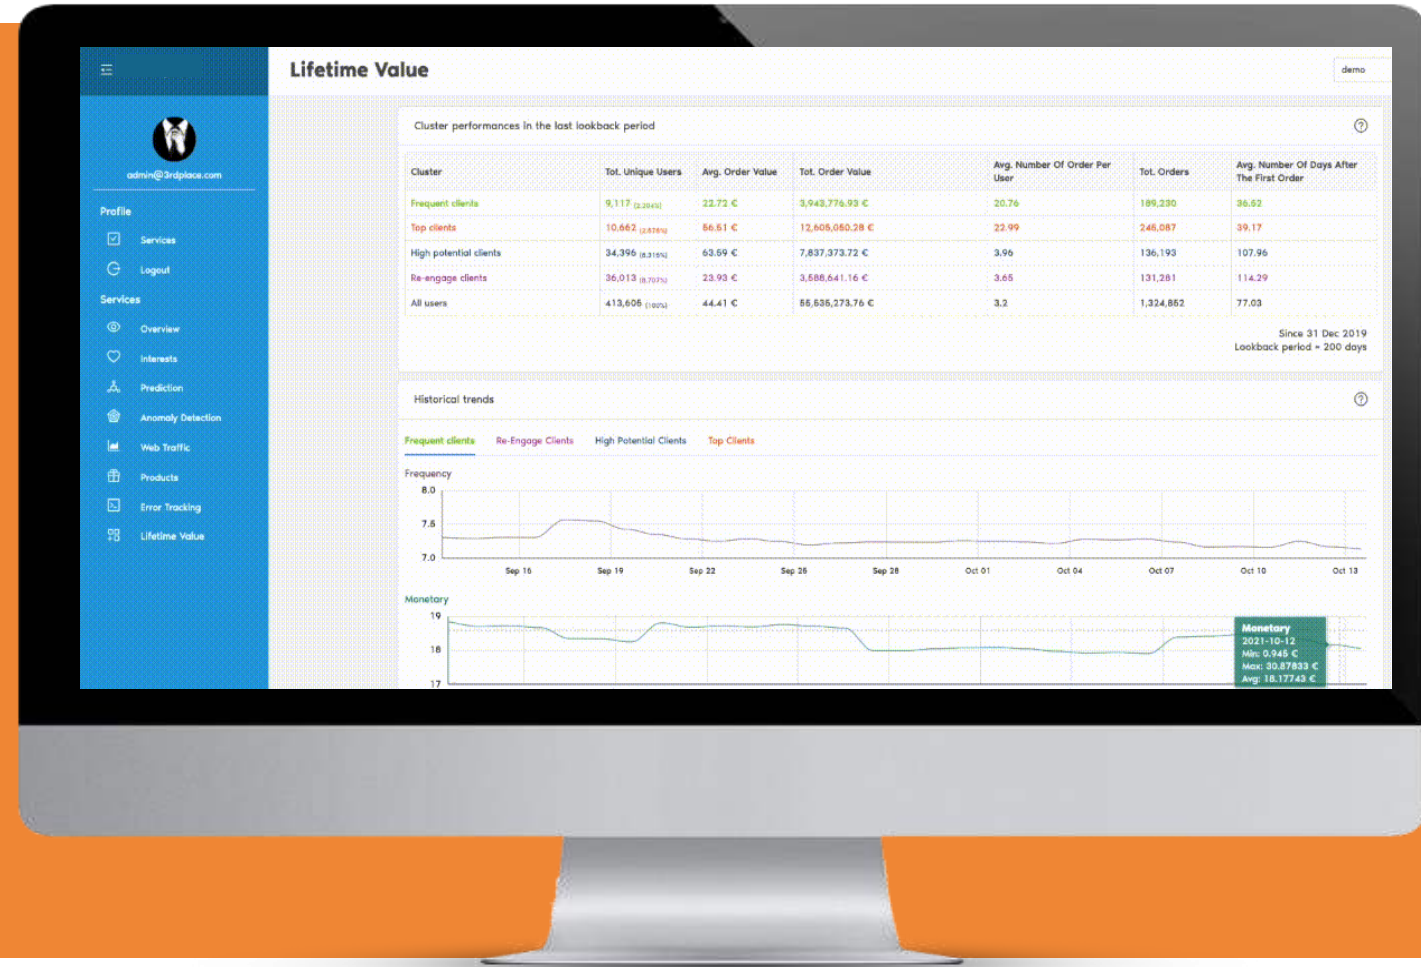 Lifetime Value
demo
admin@3rdplace.com
Profile
Services
Logout
Services
Overview
Interests
Prediction
Anomaly Detection
Web Traffic
Products
Error Tracking
Lifetime Value
Cluster performances in the last lookback period
?
Cluster Tot. Unique Users Avg. Order Value Tot. Order Value Avg. Number Of Order Per User Tot. Orders Avg. Number Of Days After The First Order
Frequent clients 9,117 22.72 € 3,943,776.93 € 20.76 189,230 36.52
Top clients 10,662 56.51 € 12,605,050.28 € 22.99 245,087 39.17
High potential clients 34,396 (8.316%) 63.59 € 7,837,373.72 € 3.96 136,193 107.96
Re-engage clients 36,013 (8.707%) 23.93 € 3,588,641.16 € 3.65 131,281 114.29
All users 413,605 (100%) 44.41 € 55,535,273.76 € 3.2 1,324,852 77.03
Since 31 Dec 2019
Lookback period = 200 days
Historical trends
?
Frequent clients Re-Engage Clients High Potential Clients Top Clients
Frequency
8.0
7.5
7.0
Sep 16 Sep 19 Sep 22 Sep 25 Sep 28 Oct 01 Oct 04 Oct 07 Oct 10 Oct 13
Monetary
19
18
17
Monetary
2021-10-12
Min: 0.945 €
Max: 30.87833 €
Avg: 18.17743 €